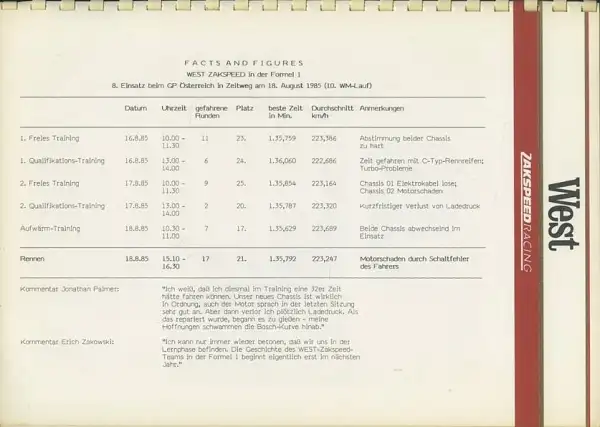 FACTS AND FIGURES
WEST ZAKSPEED in der Formel 1
8. Einsatz beim GP Österreich in Zeltweg am 18. August 1985 (10. WM-Lauf)
Datum Uhrzeit gefahrene Runden Platz beste Zeit in Min. Durchschnitt km/h Anmerkungen
1. Freies Training 16.8.85 10.00 - 11.30 11 23. 1.35,759 223,386 Abstimmung beider Chassis zu hart
1. Qualifikations-Training 16.8.85 13.00 - 14.00 6 24. 1.36,060 222,686 Zeit gefahren mit C-Typ-Rennreifen; Turbo-Probleme
2. Freies Training 17.8.85 10.00 - 11.30 9 25. 1.35,854 223,164 Chassis 01 Elektrokabel lose; Chassis 02 Motorschaden
2. Qualifikations-Training 17.8.85 13.00 - 14.00 2 20. 1.35,787 223,320 Kurzfristiger Verlust von Ladedruck
Aufwärm-Training 18.8.85 10.30 - 11.00 7 17. 1.35,629 223,689 Beide Chassis abwechselnd im Einsatz
Rennen 18.8.85 15.10 - 16.30 17 21. 1.35,792 223,247 Motorschaden durch Schaltfehler des Fahrers
Kommentar Jonathan Palmer: "Ich weiß, daß ich diesmal im Training eine 32er Zeit
hätte fahren können. Unser neues Chassis ist wirklich
in Ordnung, auch der Motor sprach in der letzten Sitzung
sehr gut an. Aber dann verlor ich plötzlich Ladedruck. Als
das repariert wurde, begann es zu gießen - meine
Hoffnungen schwammen die Bosch-Kurve hinab."
Kommentar Erich Zakowski: "Ich kann nur immer wieder betonen, daß wir uns in der
Lernphase befinden. Die Geschichte des WEST-Zakspeed-
Teams in der Formel 1 beginnt eigentlich erst im nächsten
Jahr."
ZAKSPEED RACING
West